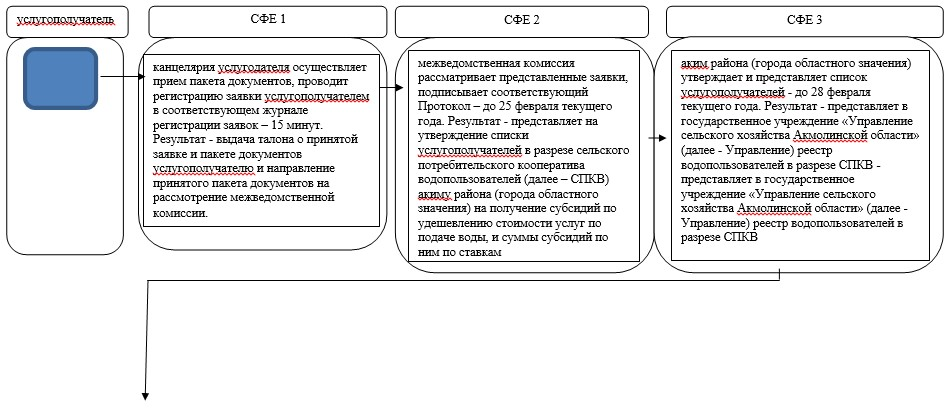 услугополучатель
СФЕ 1
СФЕ 2
СФЕ 3
канцелярия услугодателя осуществляет
прием пакета документов, проводит
регистрацию заявки услугополучателем
в соответствующем журнале
регистрации заявок – 15 минут.
Результат - выдача талона о принятой
заявке и пакете документов
услугополучателю и направление
принятого пакета документов на
рассмотрение межведомственной
комиссии.
межведомственная комиссия
рассматривает представленные заявки,
подписывает соответствующий
Протокол – до 25 февраля текущего
года. Результат - представляет на
утверждение списки
услугополучателей в разрезе сельского
потребительского кооператива
водопользователей (далее – СПКВ)
акиму района (города областного
значения) на получение субсидий по
удешевлению стоимости услуг по
подаче воды, и суммы субсидий по
ним по ставкам
аким района (города областного значения)
утверждает и представляет список
услугополучателей - до 28 февраля
текущего года. Результат - представляет в
государственное учреждение «Управление
сельского хозяйства Акмолинской области»
(далее - Управление) реестр
водопользователей в разрезе СПКВ -
представляет в государственное
учреждение «Управление сельского
хозяйства Акмолинской области» (далее -
Управление) реестр водопользователей в
разрезе СПКВ